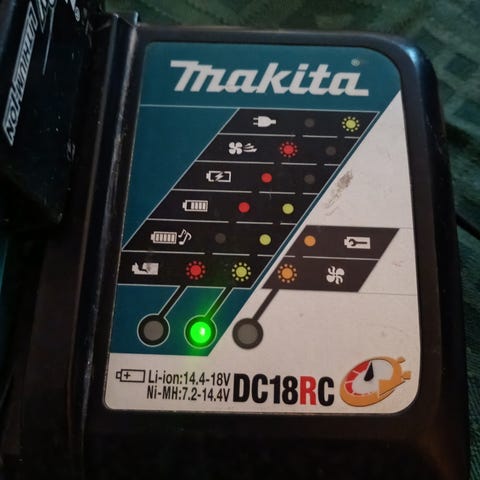 makita®
Li-ion:14.4-18V
Ni-MH:7.2-14.4V
DC18RC